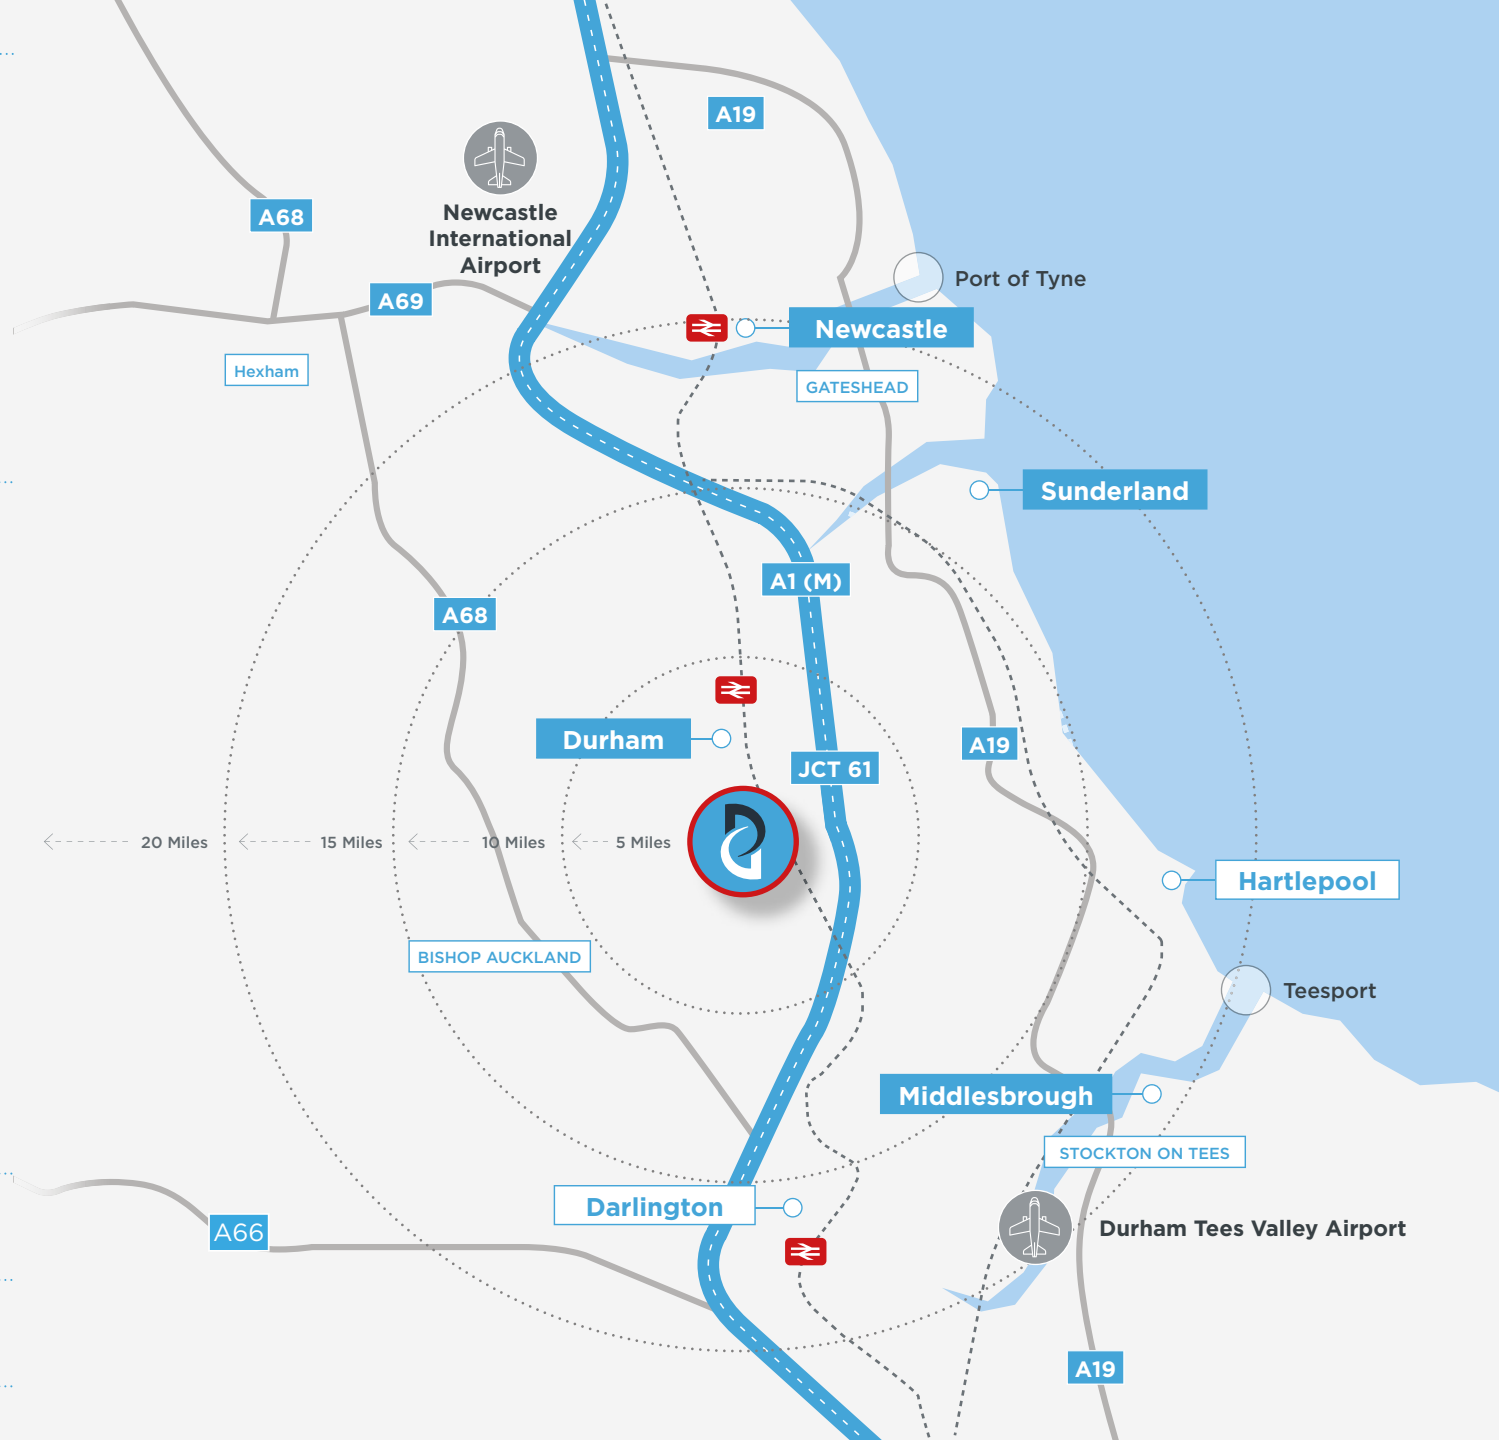 A19
Newcastle
International
Airport
A68
A69
Port of Tyne
Newcastle
Hexham
GATESHEAD
Sunderland
A1 (M)
A68
Durham
A19
JCT 61
20 Miles
15 Miles
10 Miles
5 Miles
Hartlepool
BISHOP AUCKLAND
Teesport
Middlesbrough
STOCKTON ON TEES
Darlington
A66
Durham Tees Valley Airport
A19